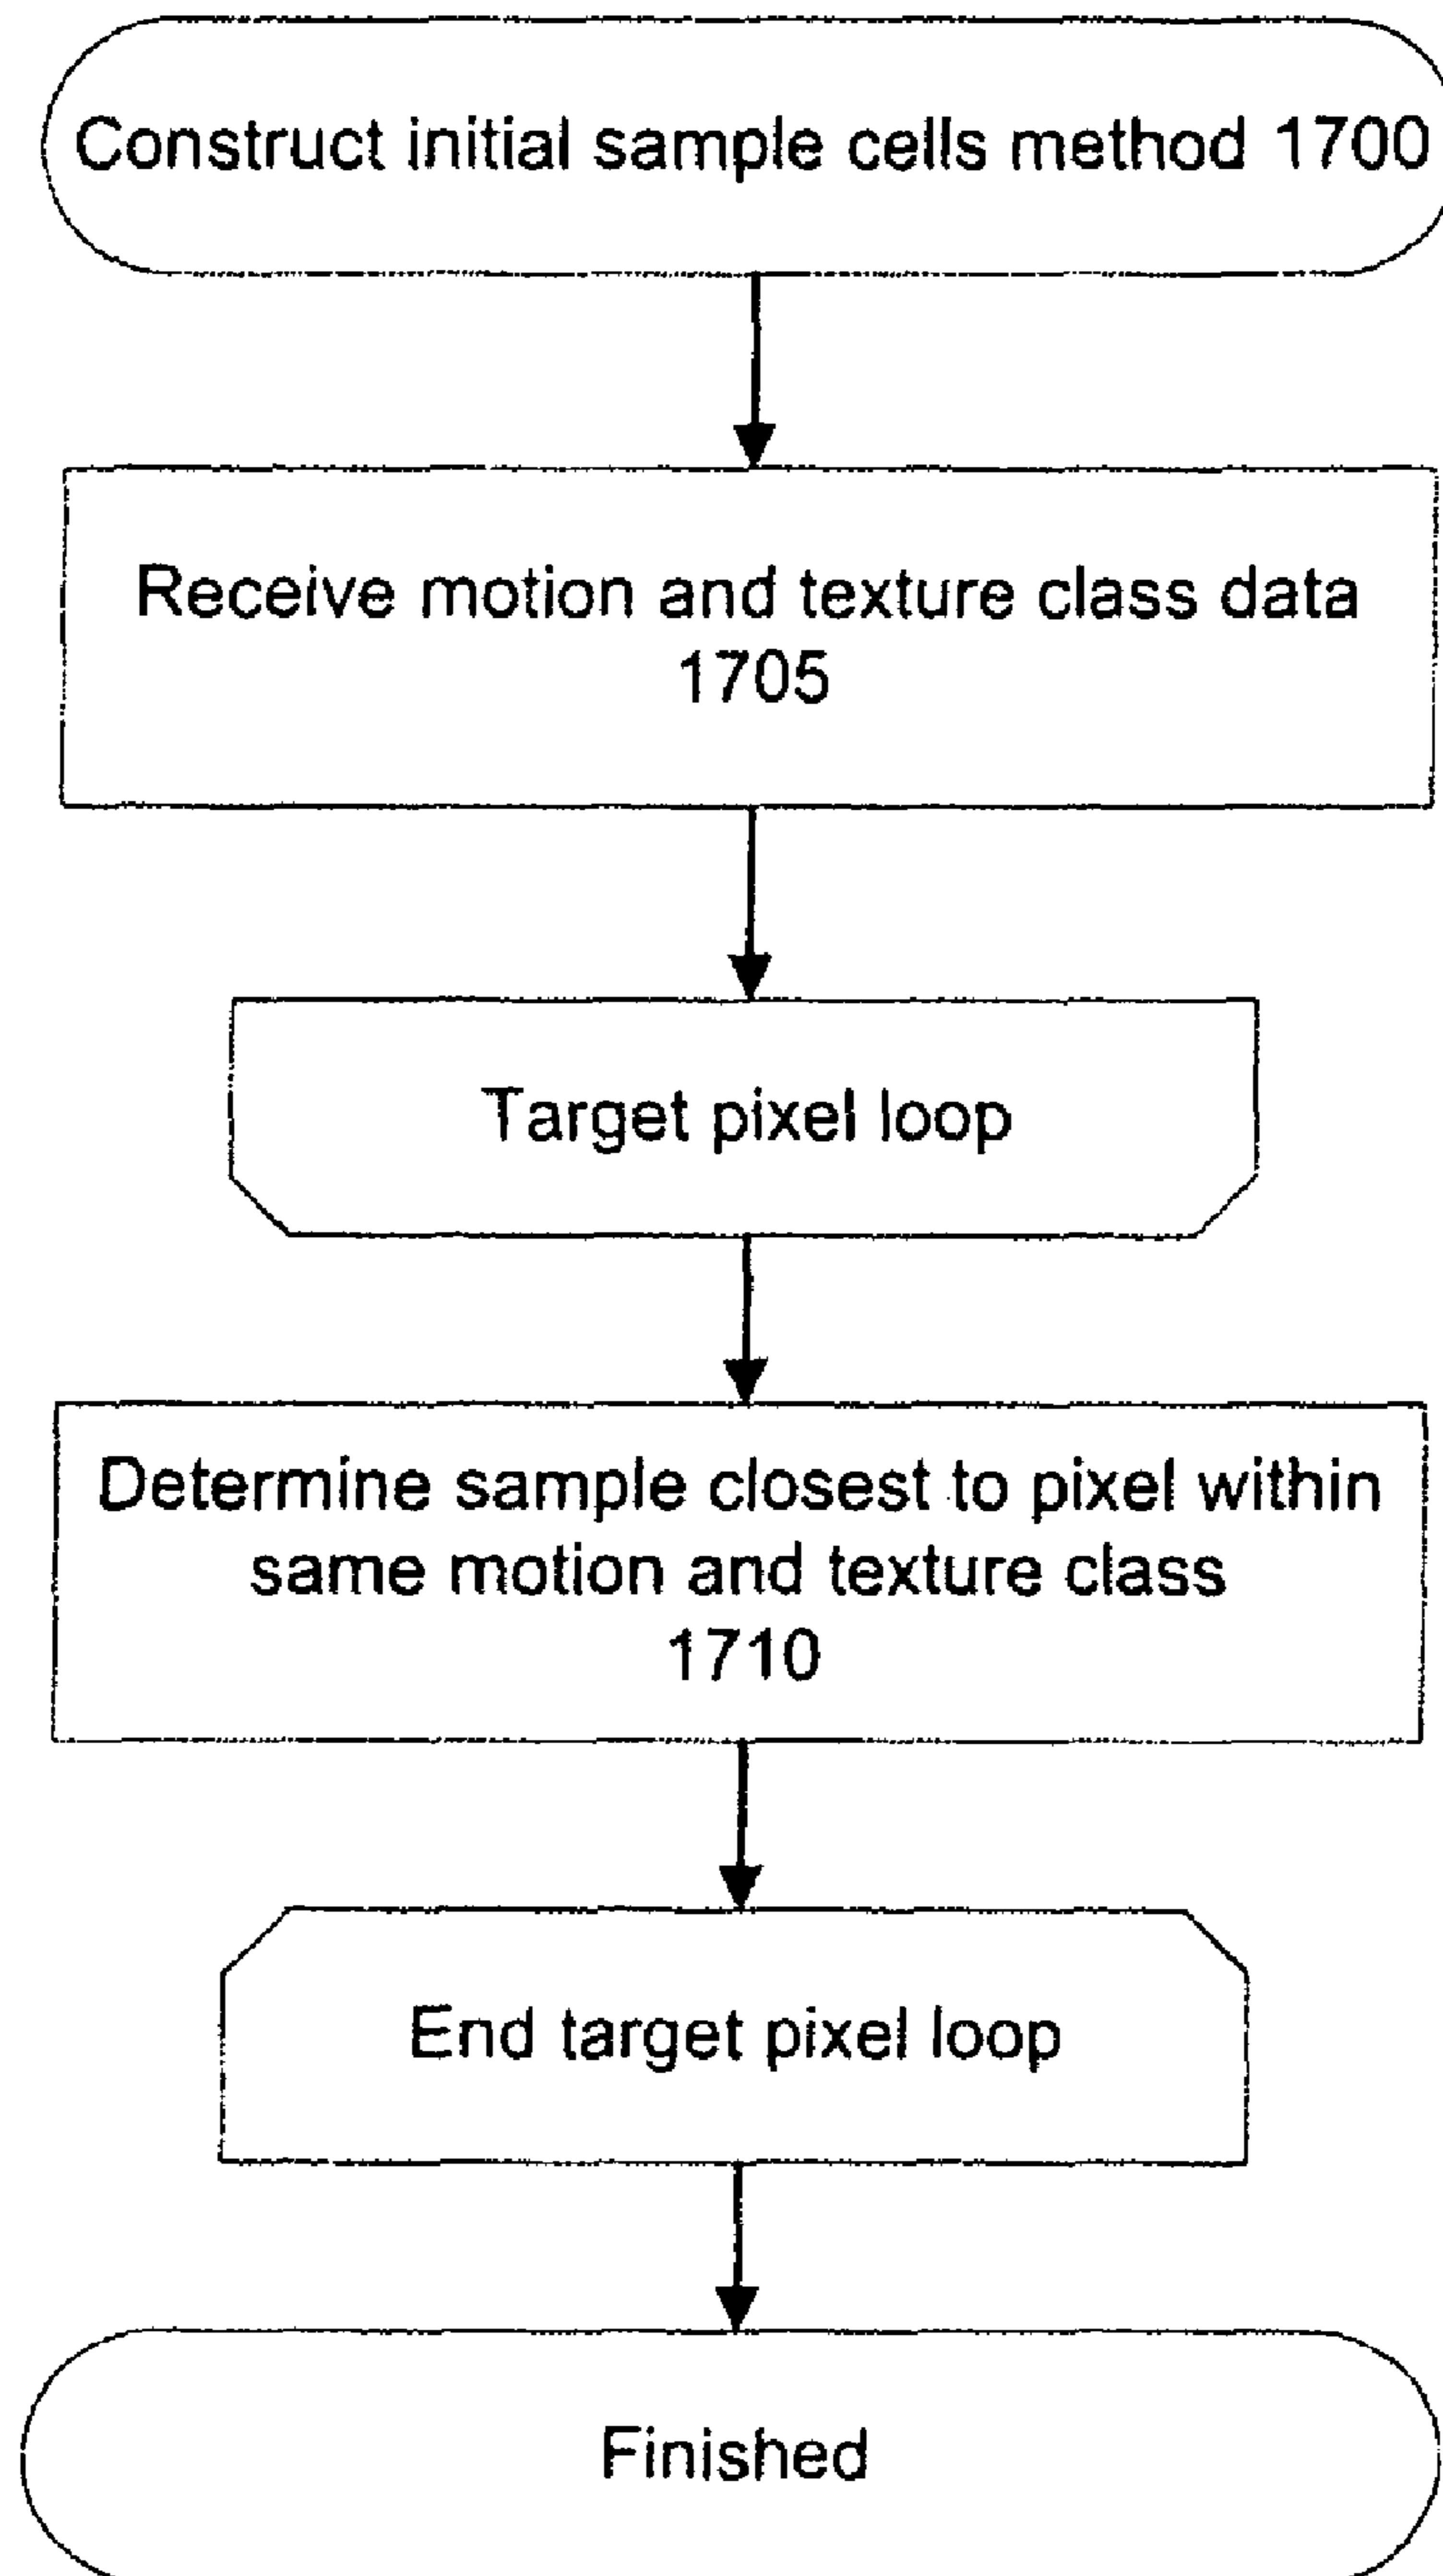 Construct initial sample cells method 1700
Receive motion and texture class data
1705
Target pixel loop
Determine sample closest to pixel within
same motion and texture class
1710
End target pixel loop
Finished